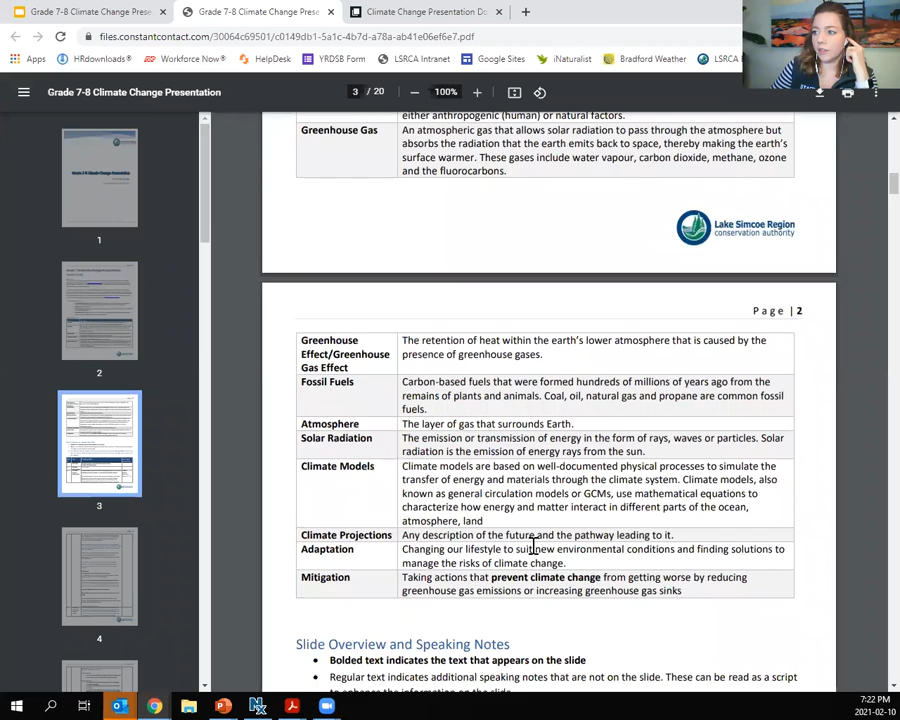 Grade 7-8 Climate Change Prese
Grade 7-8 Climate Change Prese
Climate Change Presentation Do
files.constantcontact.com/30064c69501/c0149db1-5a1c-4b7d-a78a-ab41e06ef6e7.pdf
Apps
HRdownloads®
Workforce Now®
HelpDesk
YRDSB Form
LSRCA Intranet
Google Sites
iNaturalist
Bradford Weather
LSRCA
Grade 7-8 Climate Change Presentation
3 / 20
100%
either anthropogenic (human) or natural factors.
Greenhouse Gas
An atmospheric gas that allows solar radiation to pass through the atmosphere but
absorbs the radiation that the earth emits back to space, thereby making the earth's
surface warmer. These gases include water vapour, carbon dioxide, methane, ozone
and the fluorocarbons.
Lake Simcoe Region
conservation authority
Page | 2
Greenhouse
Effect/Greenhouse
Gas Effect
The retention of heat within the earth's lower atmosphere that is caused by the
presence of greenhouse gases.
Fossil Fuels
Carbon-based fuels that were formed hundreds of millions of years ago from the
remains of plants and animals. Coal, oil, natural gas and propane are common fossil
fuels.
Atmosphere
The layer of gas that surrounds Earth.
Solar Radiation
The emission or transmission of energy in the form of rays, waves or particles. Solar
radiation is the emission of energy rays from the sun.
Climate Models
Climate models are based on well-documented physical processes to simulate the
transfer of energy and materials through the climate system. Climate models, also
known as general circulation models or GCMs, use mathematical equations to
characterize how energy and matter interact in different parts of the ocean,
atmosphere, land
Climate Projections
Any description of the future and the pathway leading to it.
Adaptation
Changing our lifestyle to suit new environmental conditions and finding solutions to
manage the risks of climate change.
Mitigation
Taking actions that prevent climate change from getting worse by reducing
greenhouse gas emissions or increasing greenhouse gas sinks
Slide Overview and Speaking Notes
• Bolded text indicates the text that appears on the slide
• Regular text indicates additional speaking notes that are not on the slide. These can be read as a script
to enhance the information on the slide.
1
2
3
4
7:22 PM
2021-02-10